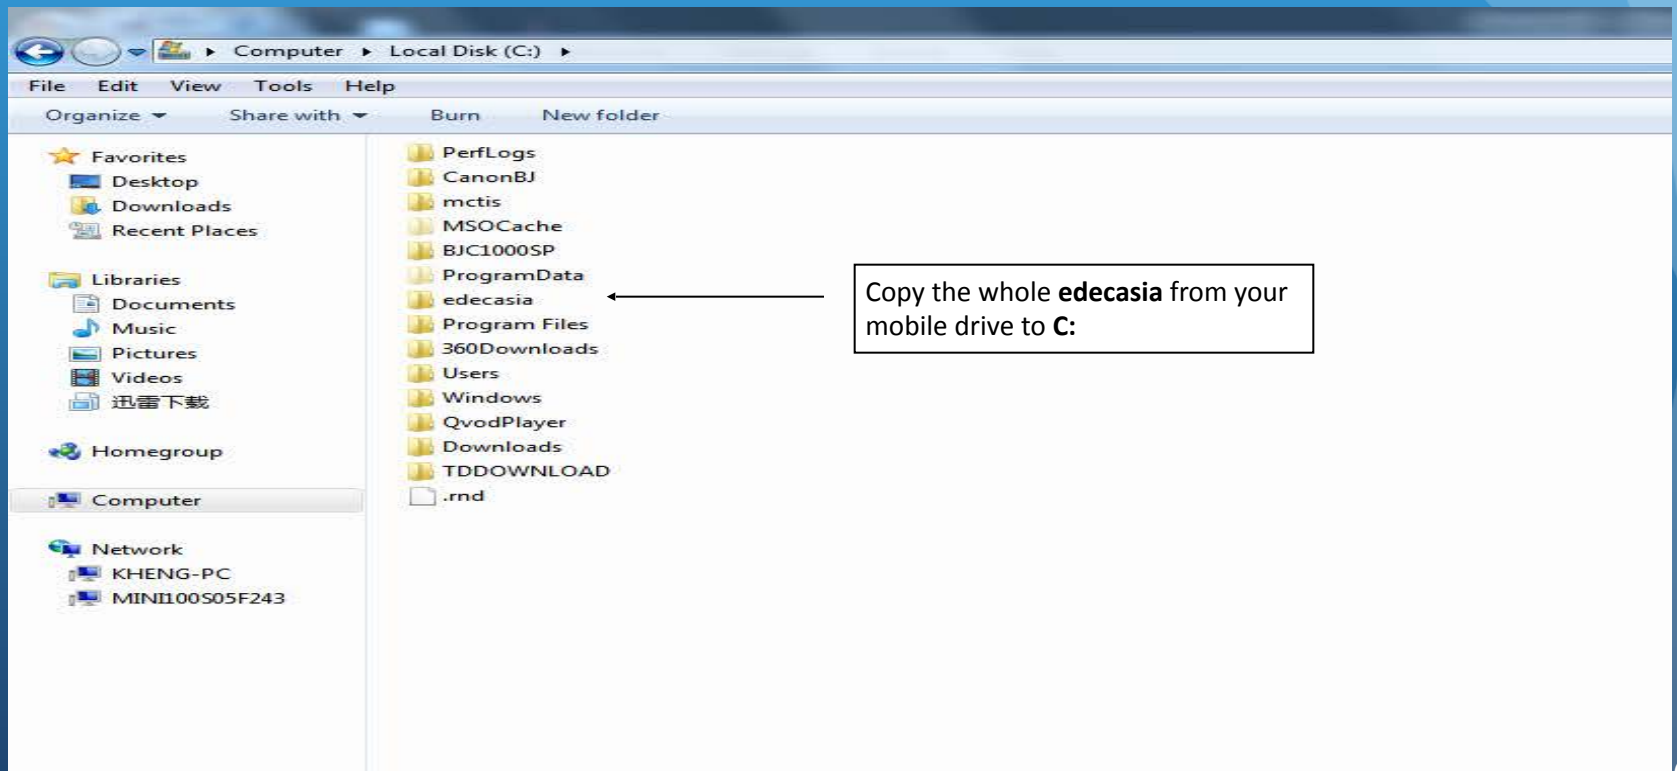 Computer ▸ Local Disk (C:) ▸
File Edit View Tools Help
Organize Share with Burn New folder
Favorites
Desktop
Downloads
Recent Places
Libraries
Documents
Music
Pictures
Videos
迅雷下载
Homegroup
Computer
Network
KHENG-PC
MINI100S05F243
PerfLogs
CanonBJ
mctis
MSOCache
BJC1000SP
ProgramData
edecasia
Program Files
360Downloads
Users
Windows
QvodPlayer
Downloads
TDDOWNLOAD
.rnd
Copy the whole edecasia from your
mobile drive to C: